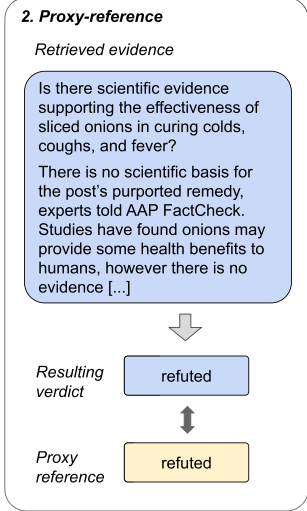 2. Proxy-reference
Retrieved evidence
Is there scientific evidence
supporting the effectiveness of
sliced onions in curing colds,
coughs, and fever?
There is no scientific basis for
the post's purported remedy,
experts told AAP FactCheck.
Studies have found onions may
provide some health benefits to
humans, however there is no
evidence [...]
Resulting
verdict
refuted
Proxy
reference
refuted